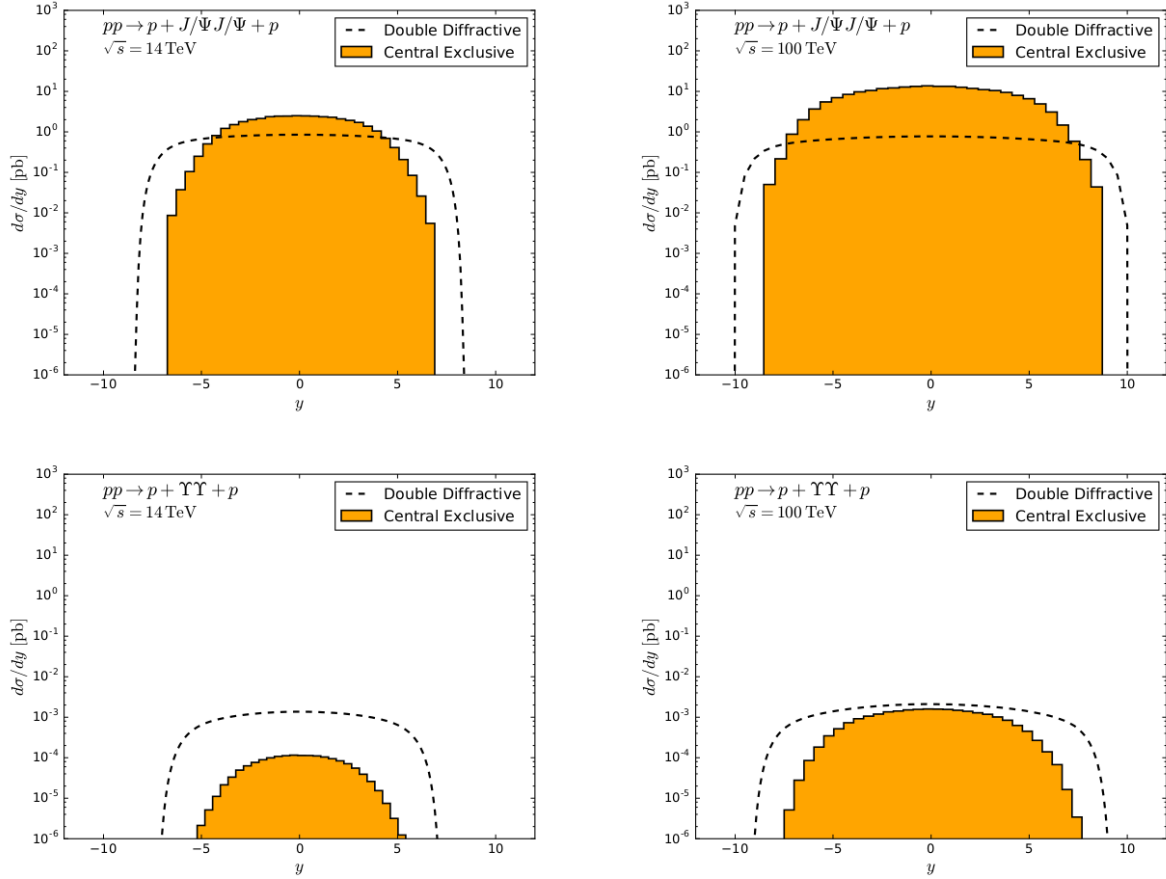 pp → p + J/ΨJ/Ψ + p
√s = 14 TeV
Double Diffractive
Central Exclusive
10³
10²
10¹
10⁰
10⁻¹
10⁻²
10⁻³
10⁻⁴
10⁻⁵
10⁻⁶
dσ/dy [pb]
−10 −5 0 5 10
y
pp → p + J/ΨJ/Ψ + p
√s = 100 TeV
Double Diffractive
Central Exclusive
10³
10²
10¹
10⁰
10⁻¹
10⁻²
10⁻³
10⁻⁴
10⁻⁵
10⁻⁶
dσ/dy [pb]
−10 −5 0 5 10
y
pp → p + ΥΥ + p
√s = 14 TeV
Double Diffractive
Central Exclusive
10³
10²
10¹
10⁰
10⁻¹
10⁻²
10⁻³
10⁻⁴
10⁻⁵
10⁻⁶
dσ/dy [pb]
−10 −5 0 5 10
y
pp → p + ΥΥ + p
√s = 100 TeV
Double Diffractive
Central Exclusive
10³
10²
10¹
10⁰
10⁻¹
10⁻²
10⁻³
10⁻⁴
10⁻⁵
10⁻⁶
dσ/dy [pb]
−10 −5 0 5 10
y